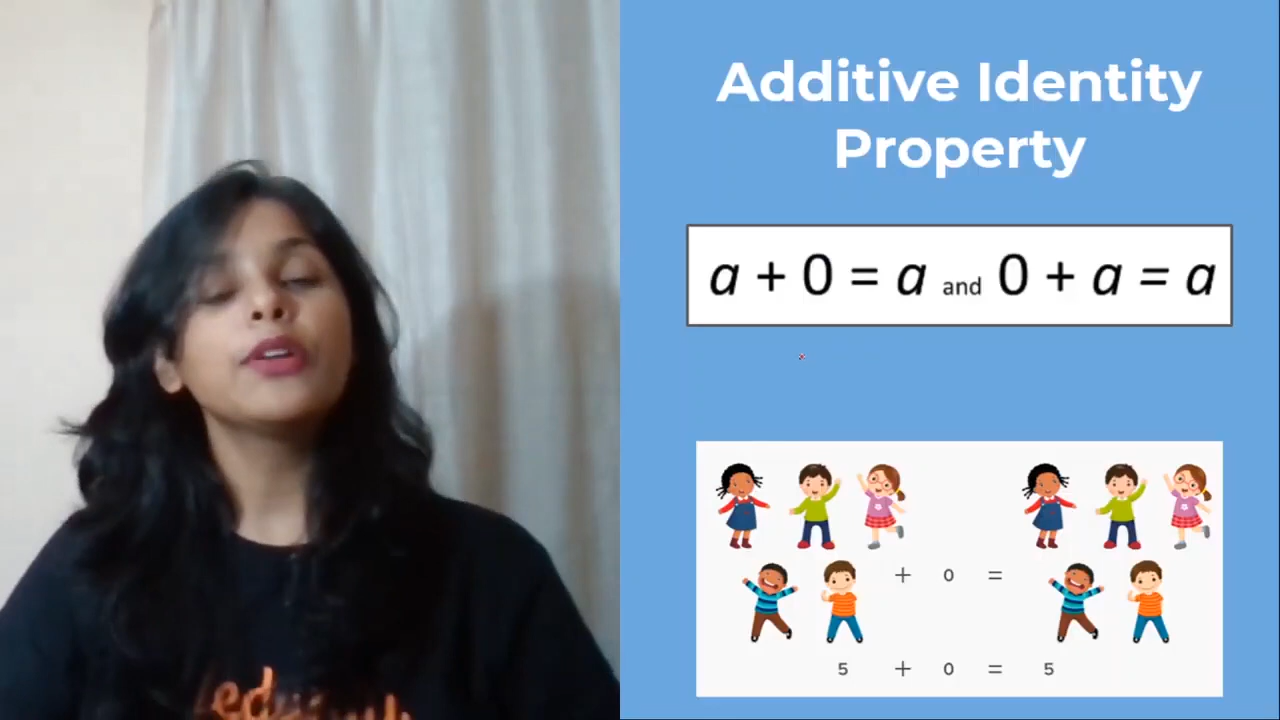 Additive Identity
Property
a + 0 = a and 0 + a = a
+ 0 =
5 + 0 = 5